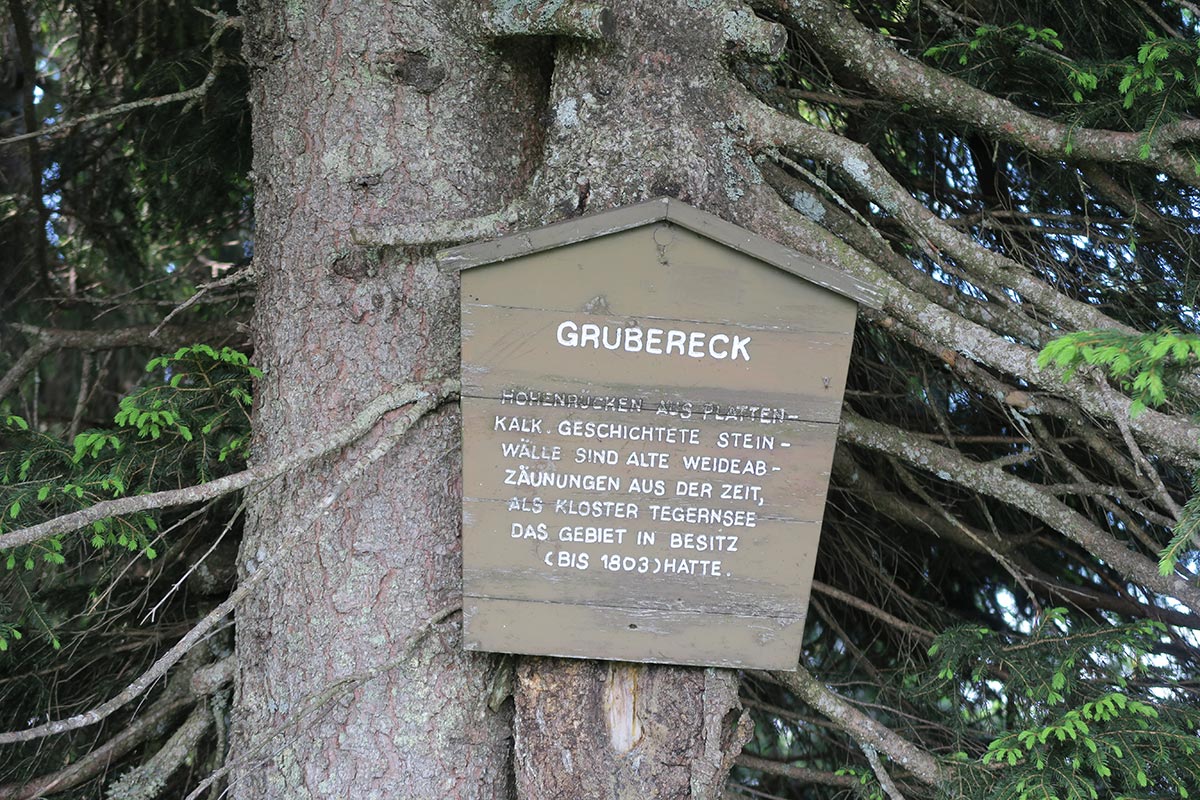 GRUBERECK
HÖHENRÜCKEN AUS PLATTEN-
KALK. GESCHICHTETE STEIN-
WÄLLE SIND ALTE WEIDEAB-
ZÄUNUNGEN AUS DER ZEIT,
ALS KLOSTER TEGERNSEE
DAS GEBIET IN BESITZ
(BIS 1803) HATTE.